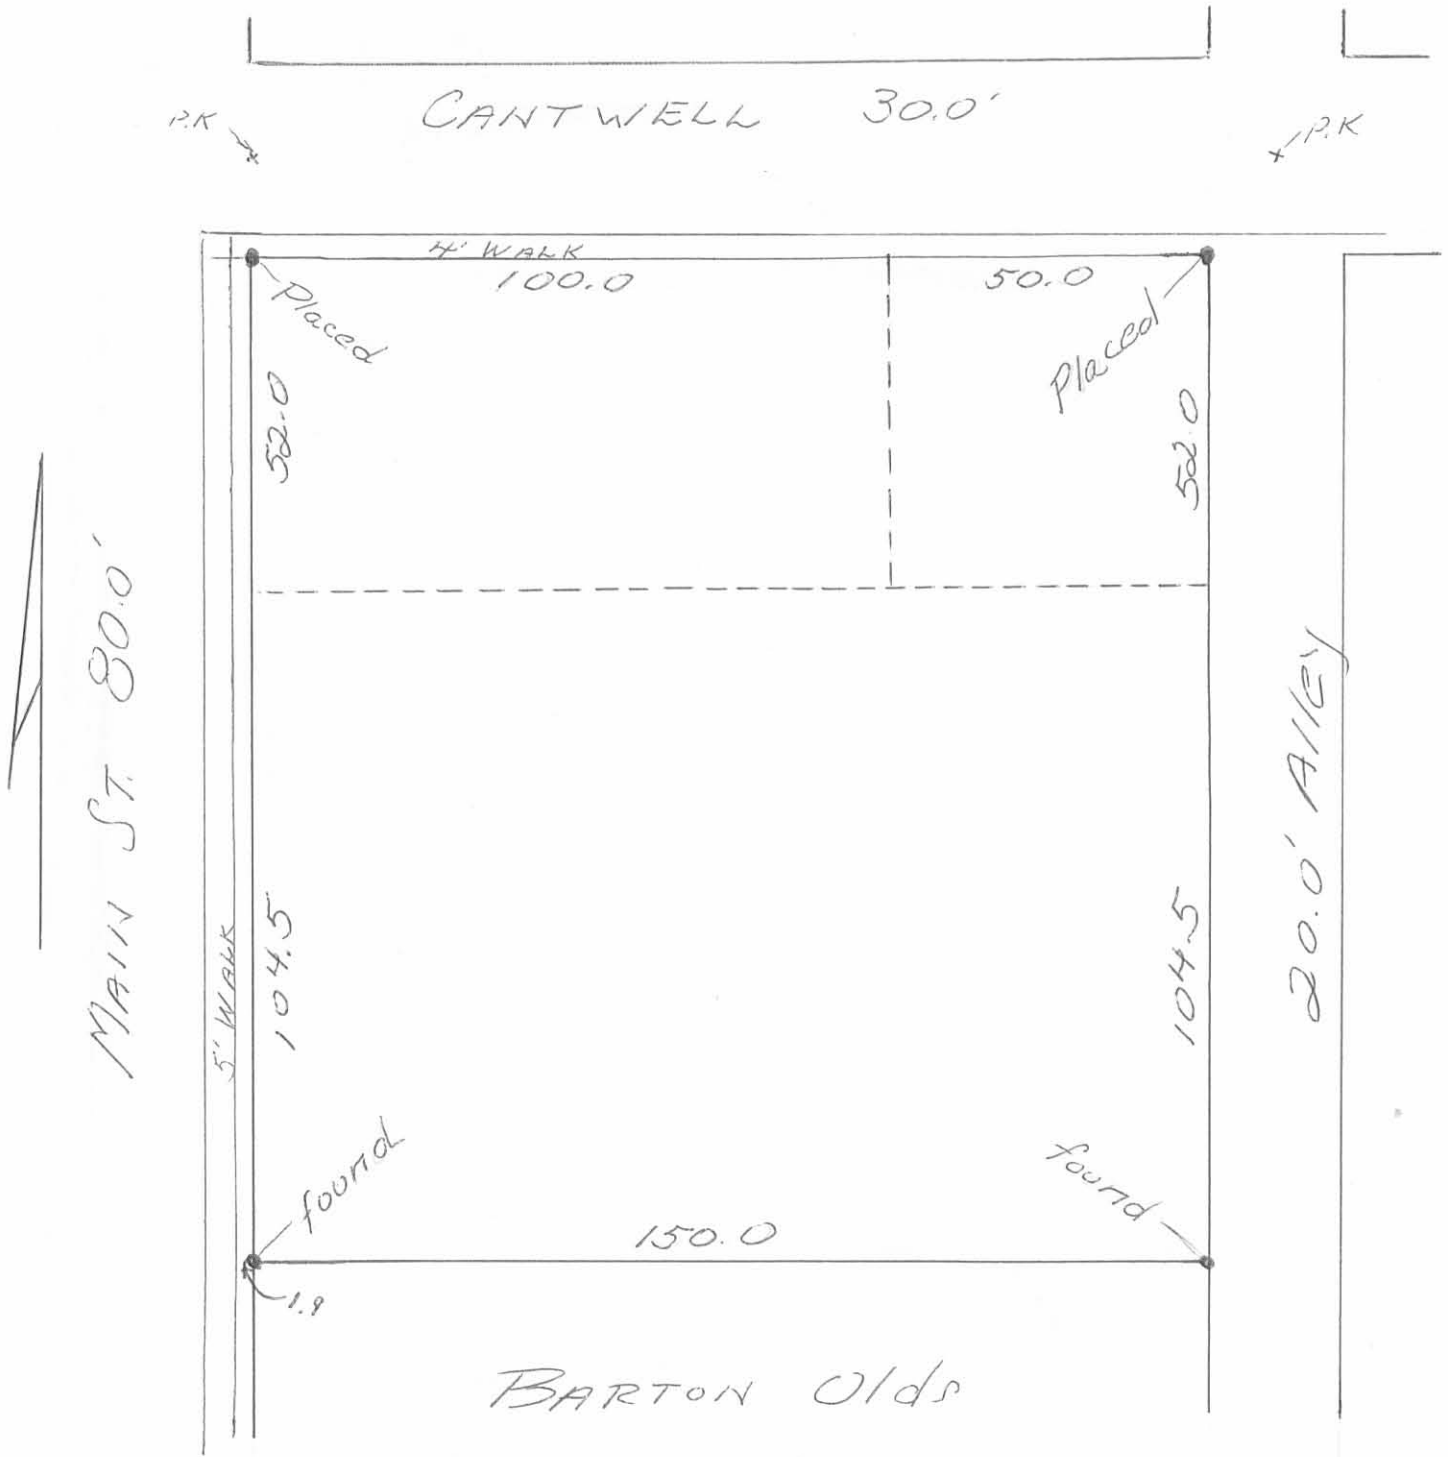 CANTWELL 30.0'
P.K
P.K
4' WALK
100.0
50.0
Placed
Placed
52.0
52.0
MAIN ST. 80.0'
20.0' Alley
5' WALK
104.5
104.5
found
found
150.0
1.9
BARTON Olds